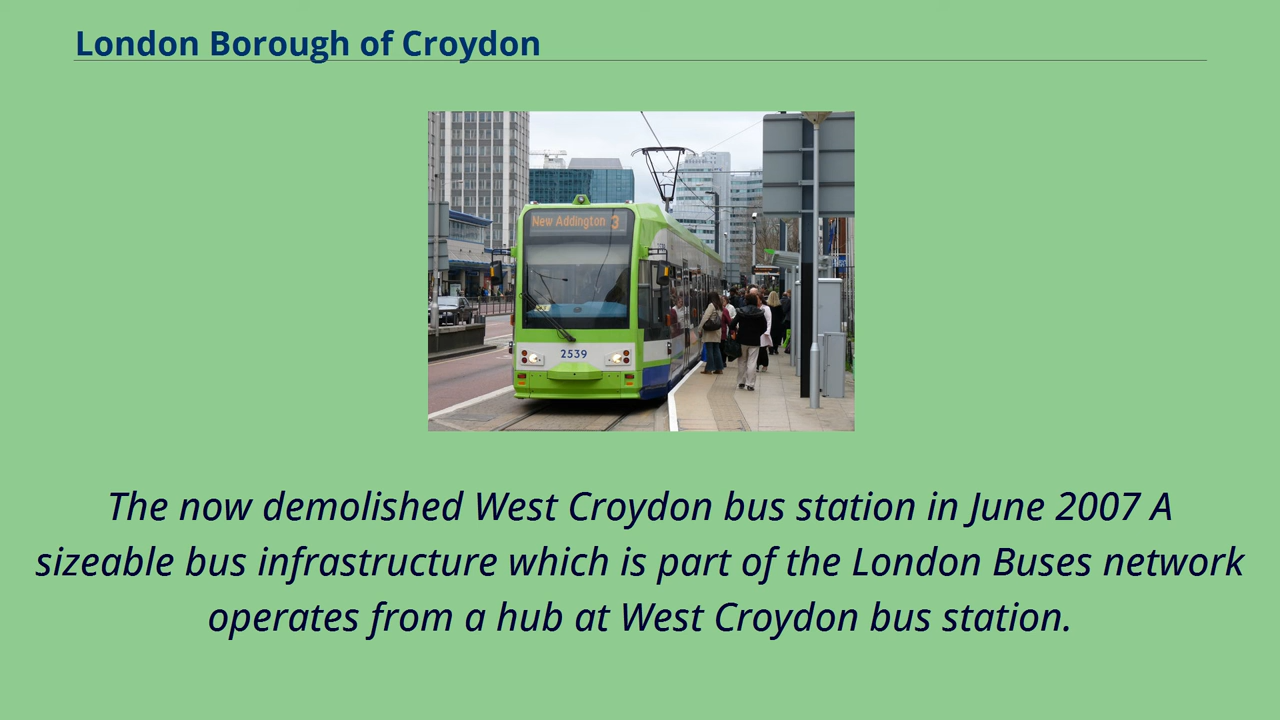 London Borough of Croydon
New Addington 3
2539
The now demolished West Croydon bus station in June 2007 A
sizeable bus infrastructure which is part of the London Buses network
operates from a hub at West Croydon bus station.